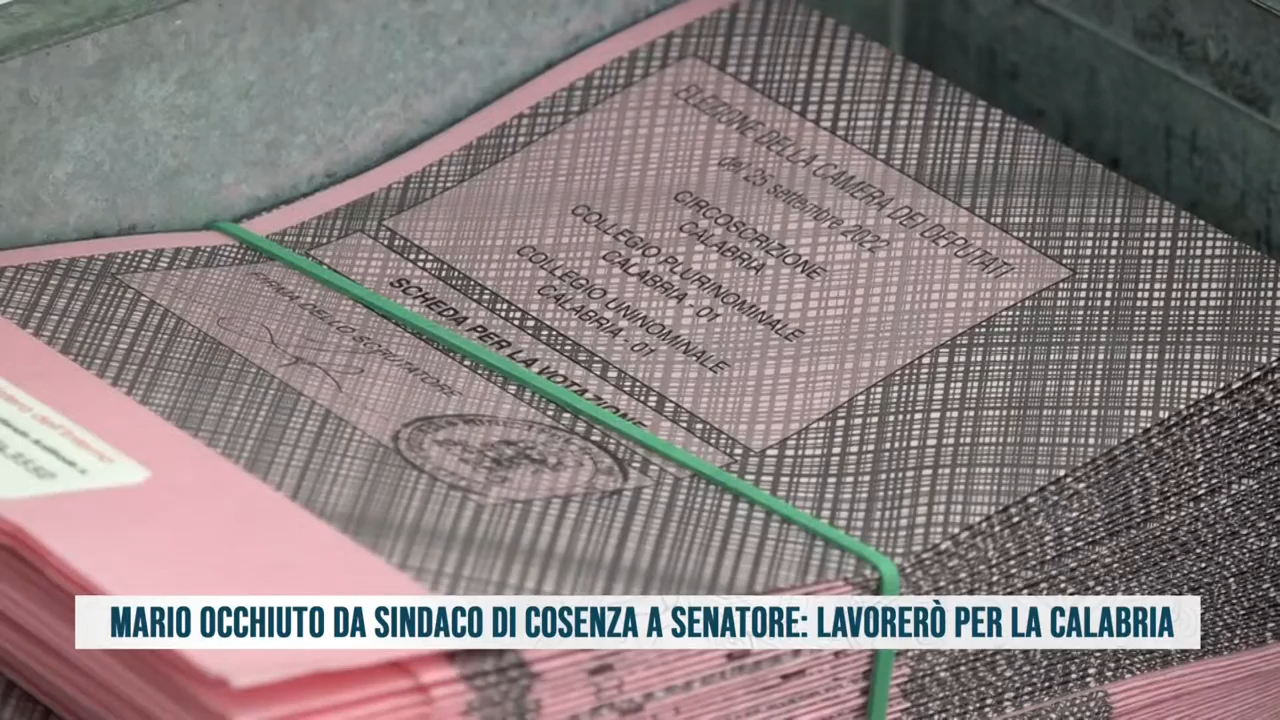 ELEZIONE DELLA CAMERA DEI DEPUTATI
del 25 settembre 2022
CIRCOSCRIZIONE
CALABRIA
COLLEGIO PLURINOMINALE
CALABRIA - 01
COLLEGIO UNINOMINALE
CALABRIA - 01
SCHEDA PER LA VOTAZIONE
FIRMA DELLO SCRUTATORE
MARIO OCCHIUTO DA SINDACO DI COSENZA A SENATORE: LAVORERÒ PER LA CALABRIA